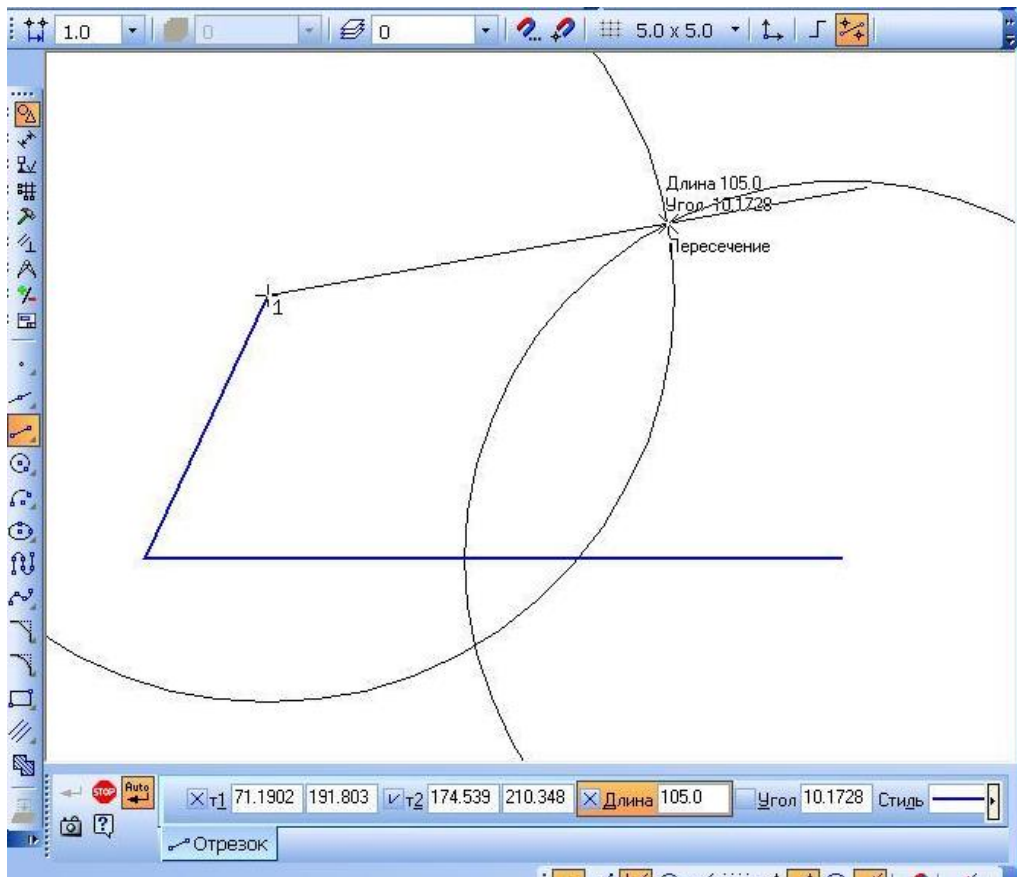 1.0 0 0 5.0 x 5.0
Длина 105.0
Угол 10.1728
Пересечение
1
STOP Auto
т1 71.1902 191.803 т2 174.539 210.348 Длина 105.0 Угол 10.1728 Стиль
Отрезок